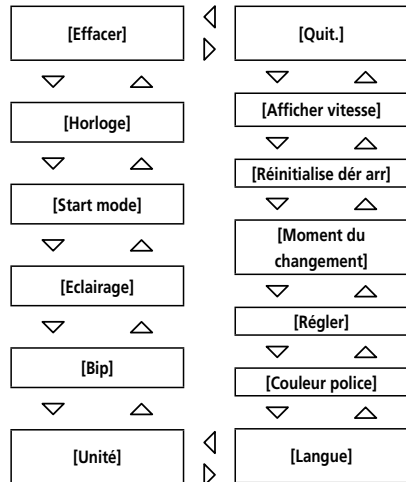 [Effacer]
[Horloge]
[Start mode]
[Eclairage]
[Bip]
[Unité]
[Quit.]
[Afficher vitesse]
[Réinitialise dér arr]
[Moment du
changement]
[Régler]
[Couleur police]
[Langue]